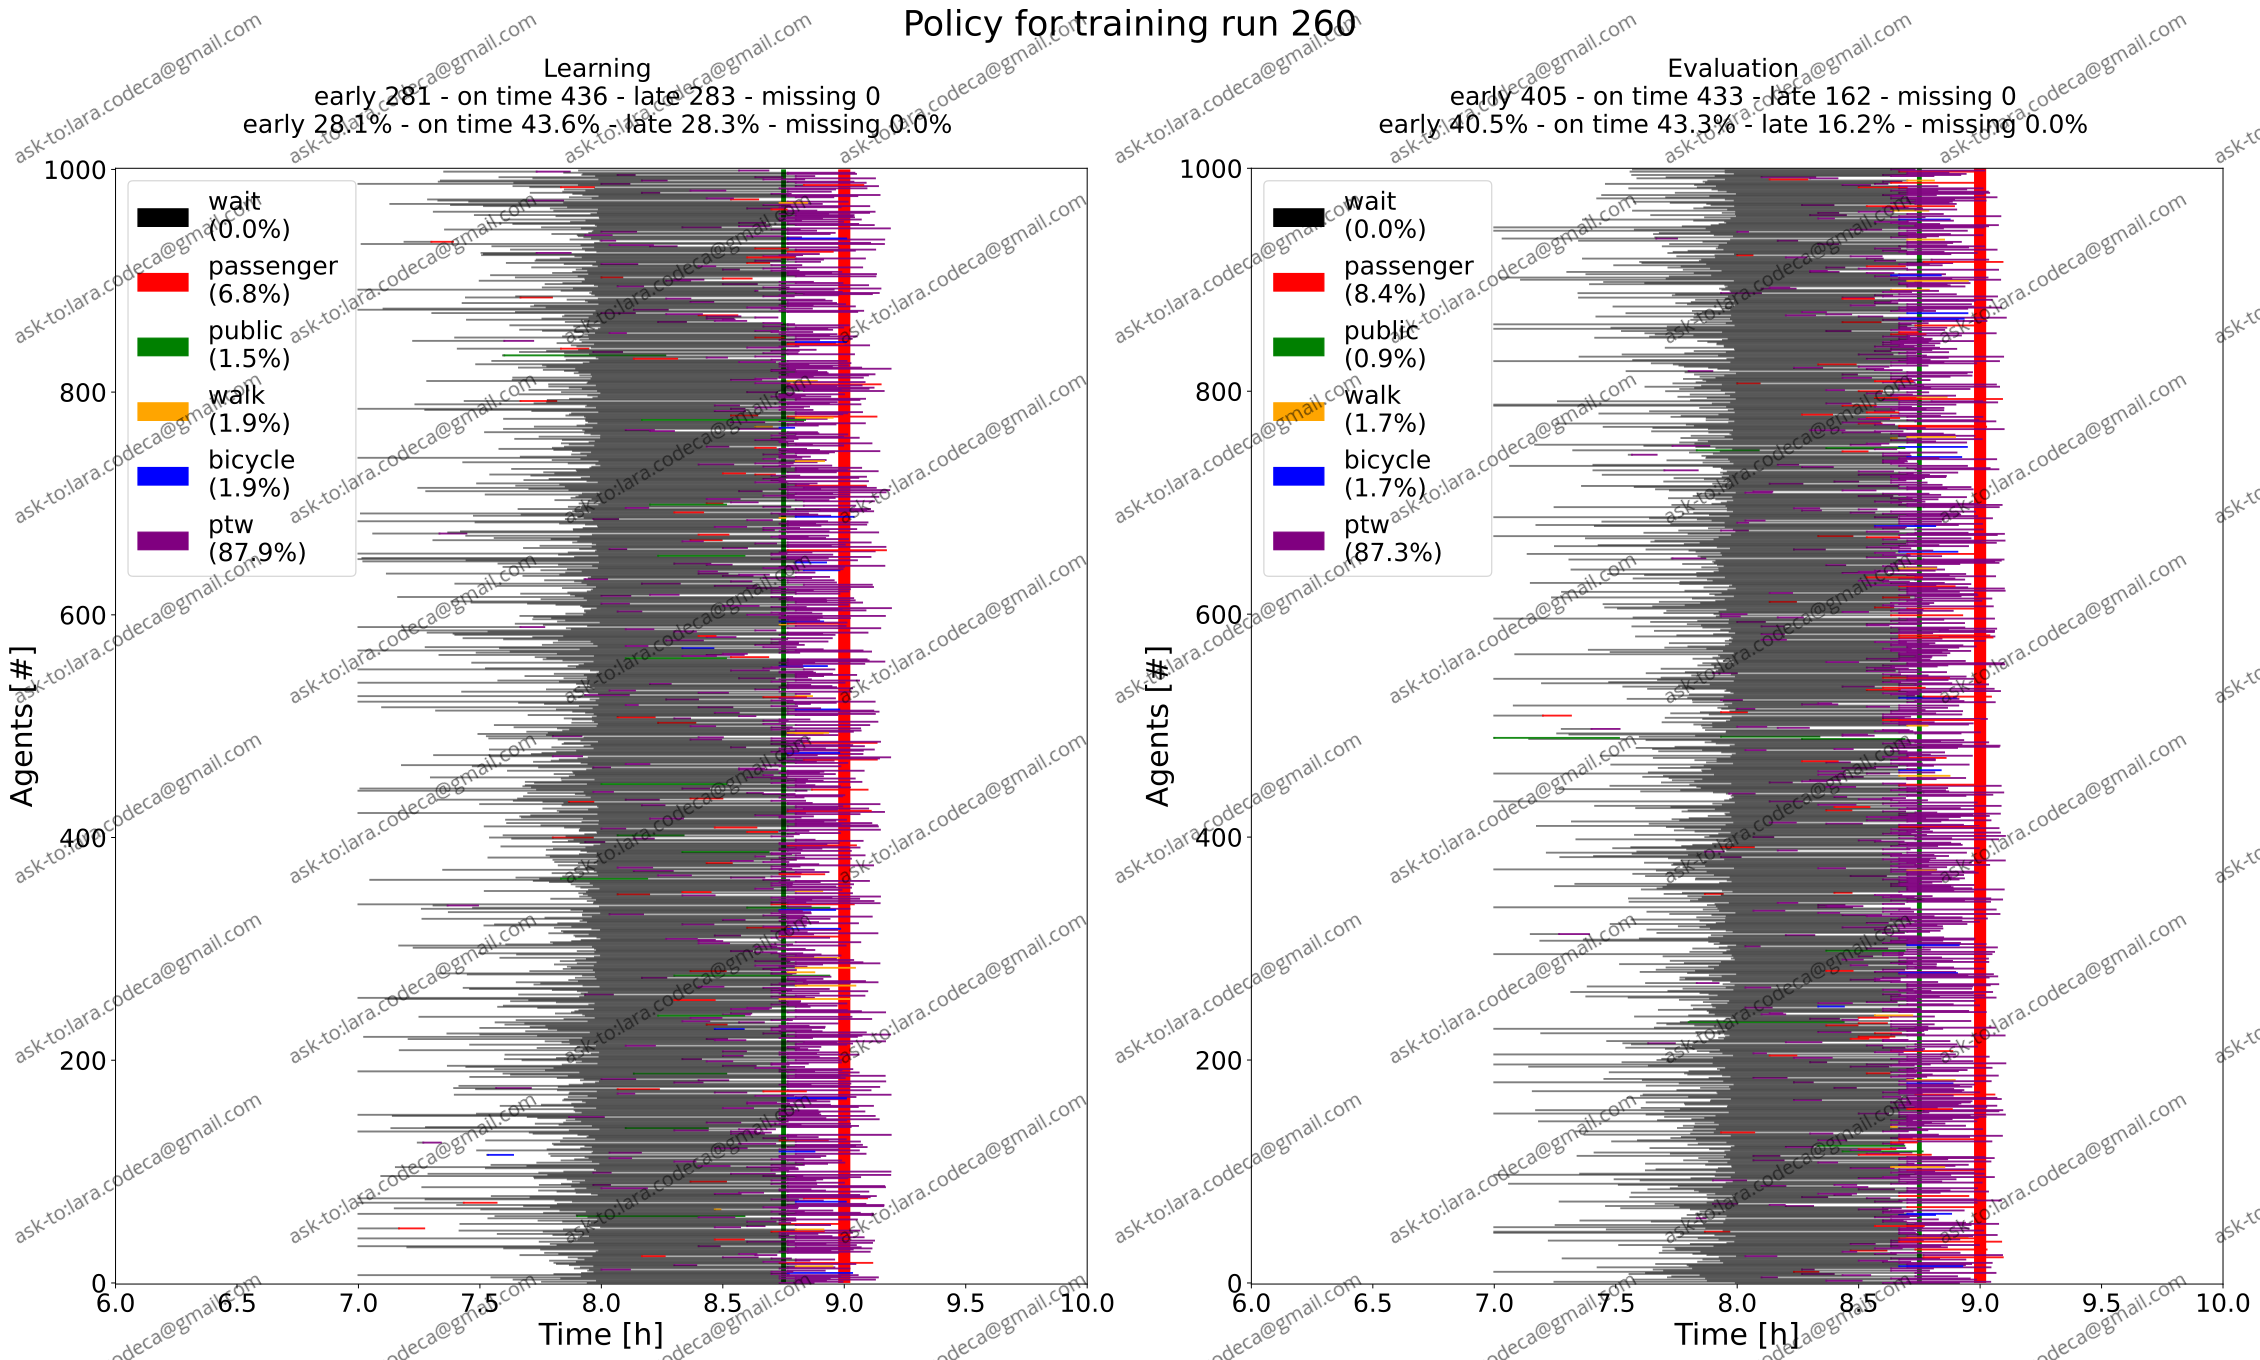 Policy for training run 260
Learning
early 281 - on time 436 - late 283 - missing 0
early 28.1% - on time 43.6% - late 28.3% - missing 0.0%
Evaluation
early 405 - on time 433 - late 162 - missing 0
early 40.5% - on time 43.3% - late 16.2% - missing 0.0%
1000
800
600
400
200
0
Agents [#]
wait
(0.0%)
passenger
(6.8%)
public
(1.5%)
walk
(1.9%)
bicycle
(1.9%)
ptw
(87.9%)
6.0 6.5 7.0 7.5 8.0 8.5 9.0 9.5 10.0
Time [h]
1000
800
600
400
200
0
Agents [#]
wait
(0.0%)
passenger
(8.4%)
public
(0.9%)
walk
(1.7%)
bicycle
(1.7%)
ptw
(87.3%)
6.0 6.5 7.0 7.5 8.0 8.5 9.0 9.5 10.0
Time [h]
ask-to:lara.codeca@gmail.com